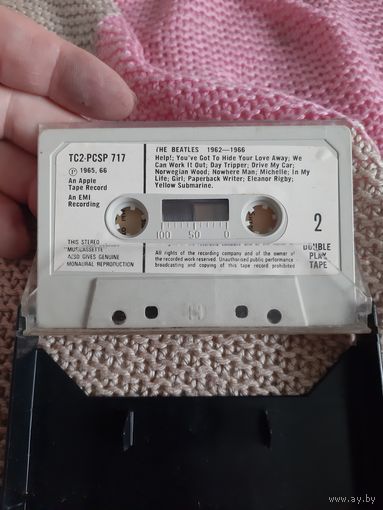 TC2-PCSP 717
Ⓟ 1965, 66
An Apple
Tape Record
An EMI
Recording
THE BEATLES 1962—1966
Help!; You've Got To Hide Your Love Away; We
Can Work It Out; Day Tripper; Drive My Car;
Norwegian Wood; Nowhere Man; Michelle; In My
Life; Girl; Paperback Writer; Eleanor Rigby;
Yellow Submarine.
100 50 0
2
DOUBLE
PLAY
TAPE
THIS STEREO
MUSICASSETTE
ALSO GIVES GENUINE
MONAURAL REPRODUCTION
All rights of the recording company and of the owner of
the recorded work reserved. Unauthorised public performance
broadcasting and copying of this tape record prohibited
http://www.ay.by/